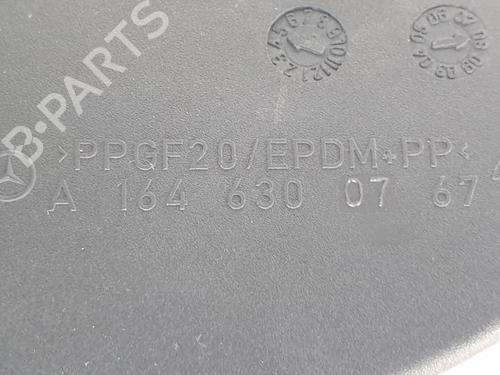 B-PARTS
>PPGF20/EPDM+PP<
A 164 630 07 67